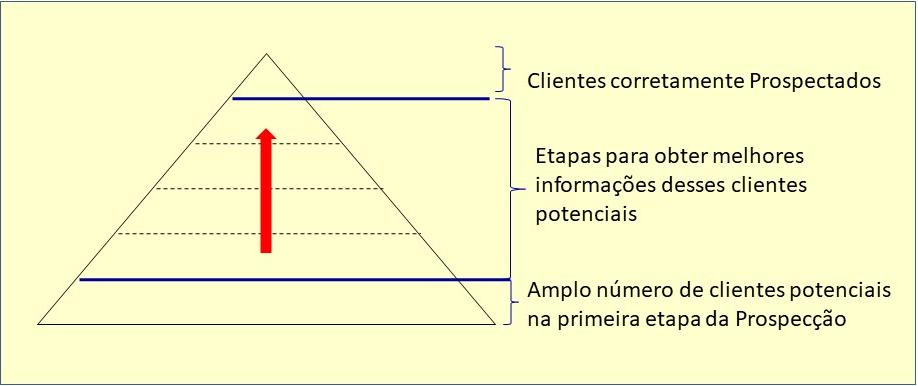 Clientes corretamente Prospectados
Etapas para obter melhores
informações desses clientes
potenciais
Amplo número de clientes potenciais
na primeira etapa da Prospecção